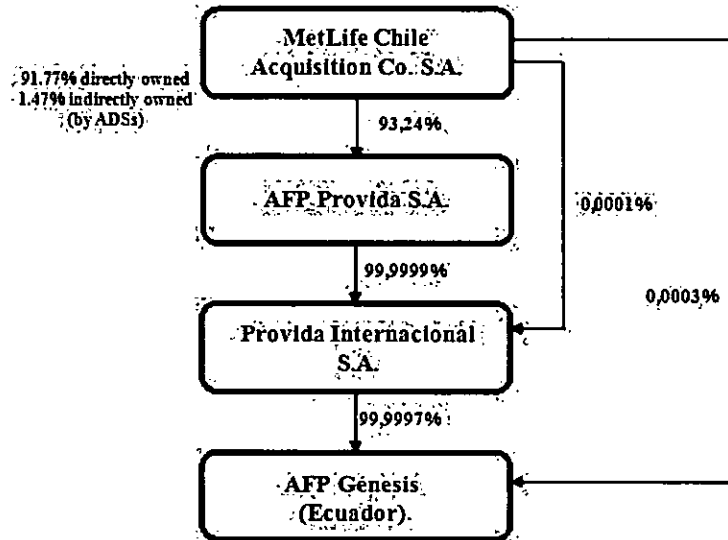 MetLife Chile
Acquisition Co. S.A.
91.77% directly owned
1.47% indirectly owned
(by ADSs)
93,24%
AFP Provida S.A.
0,0001%
99,9999%
0,0003%
Provida Internacional
S.A.
99,9997%
AFP Génesis
(Ecuador)